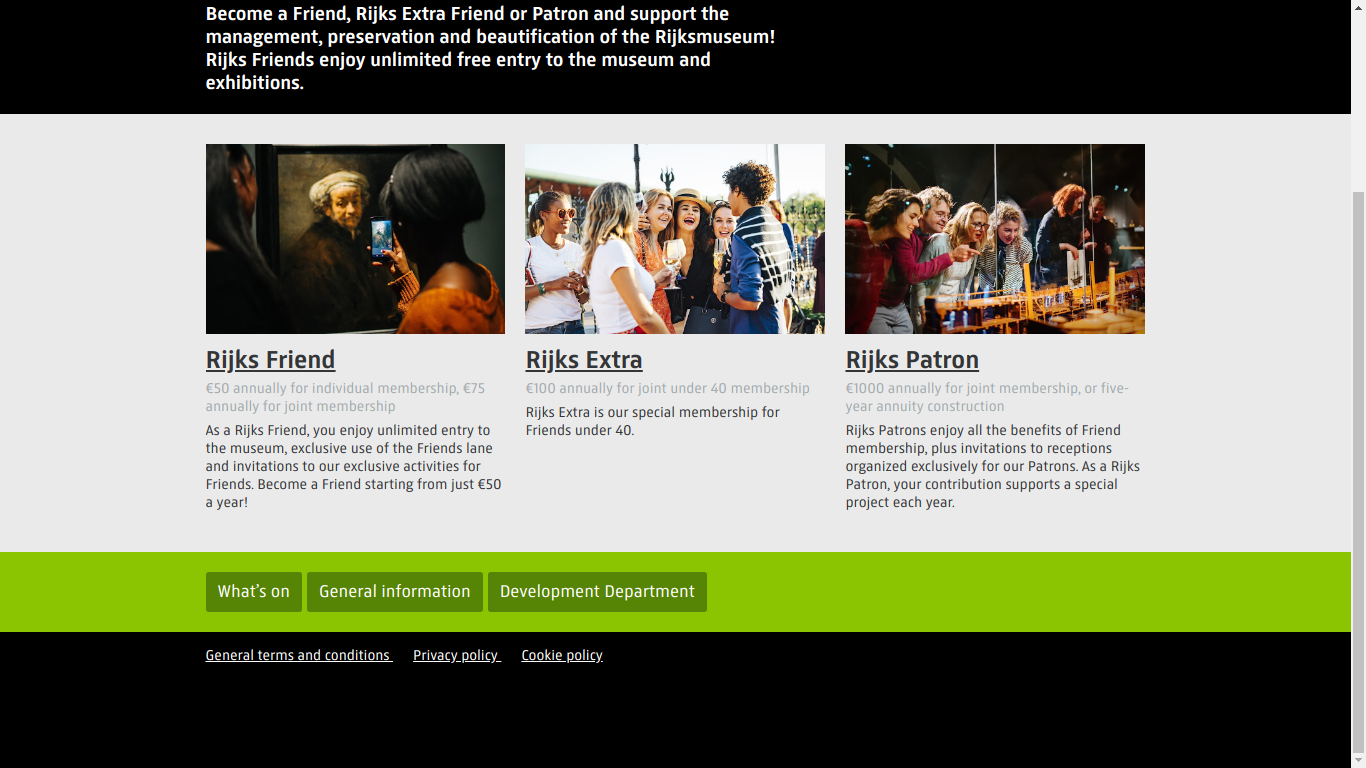 Become a Friend, Rijks Extra Friend or Patron and support the
management, preservation and beautification of the Rijksmuseum!
Rijks Friends enjoy unlimited free entry to the museum and
exhibitions.
Rijks Friend
€50 annually for individual membership, €75
annually for joint membership
As a Rijks Friend, you enjoy unlimited entry to
the museum, exclusive use of the Friends lane
and invitations to our exclusive activities for
Friends. Become a Friend starting from just €50
a year!
Rijks Extra
€100 annually for joint under 40 membership
Rijks Extra is our special membership for
Friends under 40.
Rijks Patron
€1000 annually for joint membership, or five-
year annuity construction
Rijks Patrons enjoy all the benefits of Friend
membership, plus invitations to receptions
organized exclusively for our Patrons. As a Rijks
Patron, your contribution supports a special
project each year.
What's on General information Development Department
General terms and conditions Privacy policy Cookie policy